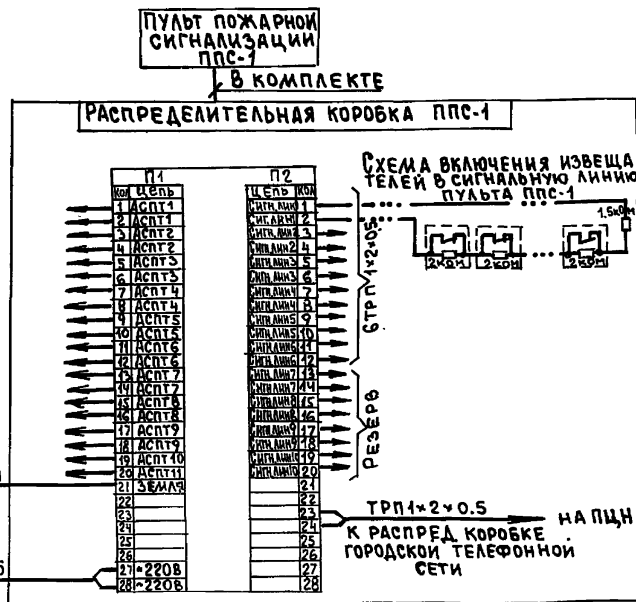 ПУЛЬТ ПОЖАРНОЙ
СИГНАЛИЗАЦИИ
ППС-1
В КОМПЛЕКТЕ
РАСПРЕДЕЛИТЕЛЬНАЯ КОРОБКА ППС-1
П1
П2
КОЛ ЦЕПЬ
ЦЕПЬ КОЛ
1 АСПТ1 СИГН.ЛИН 1
2 АСПТ1 СИГ.ЛИН1 2
3 АСПТ2 СИГН.ЛИН2 3
4 АСПТ2 СИГН.ЛИН2 4
5 АСПТ3 СИГН.ЛИН3 5
6 АСПТ3 СИГН.ЛИН3 6
7 АСПТ4 СИГН.ЛИН4 7
8 АСПТ4 СИГН.ЛИН4 8
9 АСПТ5 СИГН.ЛИН5 9
10 АСПТ5 СИГН.ЛИН5 10
11 АСПТ6 СИГН.ЛИН6 11
12 АСПТ6 СИГН.ЛИН6 12
13 АСПТ7 СИГН.ЛИН7 13
14 АСПТ7 СИГН.ЛИН7 14
15 АСПТ8 СИГН.ЛИН8 15
16 АСПТ8 СИГН.ЛИН8 16
17 АСПТ9 СИГН.ЛИН9 17
18 АСПТ9 СИГН.ЛИН9 18
19 АСПТ10 СИГН.ЛИН10 19
20 АСПТ11 СИГН.ЛИН10 20
21 ЗЕМЛЯ 21
22 22
23 23
24 24
25 25
26 26
27 ~220В 27
28 ~220В 28
6ТРП1×2×0.5
РЕЗЕРВ
СХЕМА ВКЛЮЧЕНИЯ ИЗВЕЩА
ТЕЛЕЙ В СИГНАЛЬНУЮ ЛИНИЮ
ПУЛЬТА ППС-1
1.5кОм
2кОм 2кОм 2кОм
ТРП1×2×0.5
НА ПЦН
К РАСПРЕД. КОРОБКЕ
ГОРОДСКОЙ ТЕЛЕФОННОЙ
СЕТИ